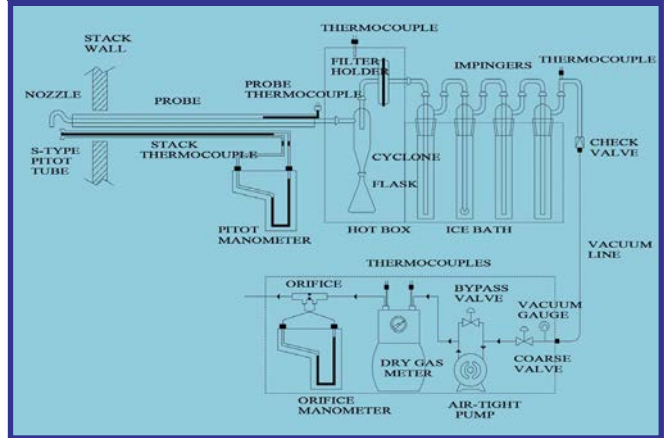 THERMOCOUPLE
STACK
WALL
FILTER
HOLDER
IMPINGERS
THERMOCOUPLE
NOZZLE
PROBE
PROBE
THERMOCOUPLE
S-TYPE
PITOT
TUBE
STACK
THERMOCOUPLE
CYCLONE
FLASK
CHECK
VALVE
PITOT
MANOMETER
HOT BOX
ICE BATH
VACUUM
LINE
THERMOCOUPLES
ORIFICE
BYPASS
VALVE
VACUUM
GAUGE
DRY GAS
METER
COARSE
VALVE
ORIFICE
MANOMETER
AIR-TIGHT
PUMP